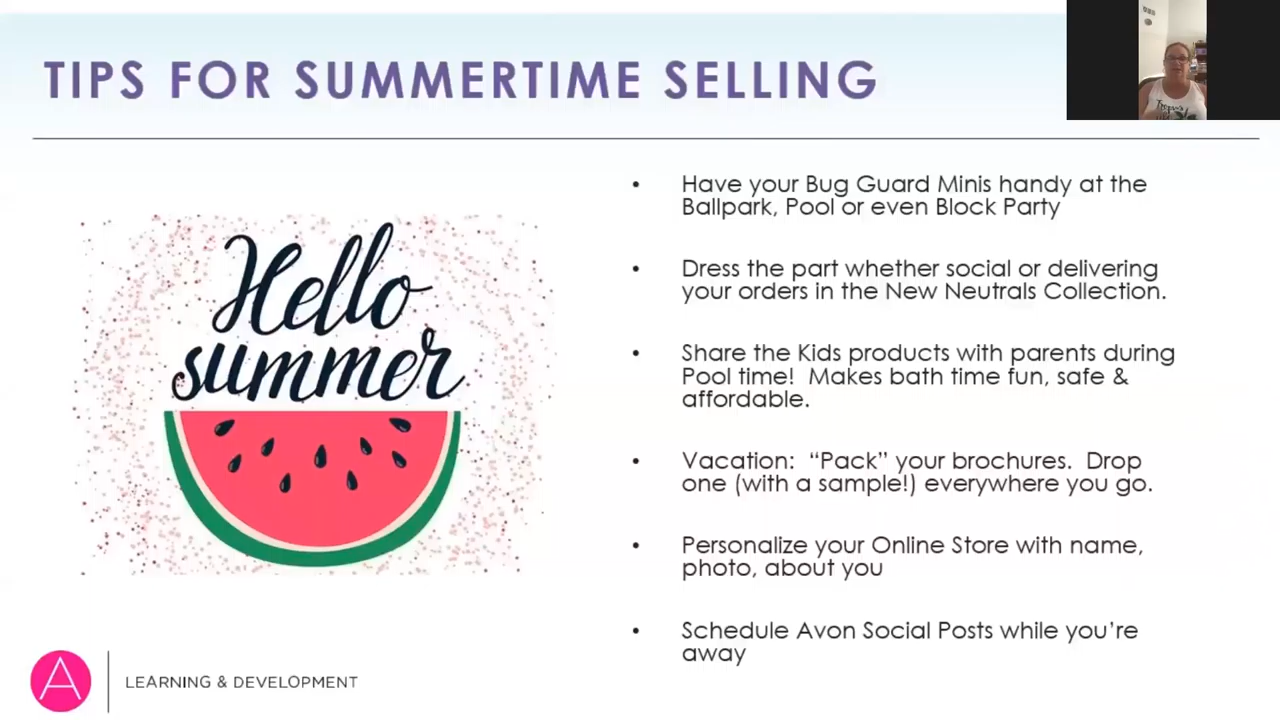 TIPS FOR SUMMERTIME SELLING
Hello
summer
• Have your Bug Guard Minis handy at the
Ballpark, Pool or even Block Party
• Dress the part whether social or delivering
your orders in the New Neutrals Collection.
• Share the Kids products with parents during
Pool time!  Makes bath time fun, safe &
affordable.
• Vacation:  “Pack” your brochures.  Drop
one (with a sample!) everywhere you go.
• Personalize your Online Store with name,
photo, about you
• Schedule Avon Social Posts while you’re
away
A
LEARNING & DEVELOPMENT